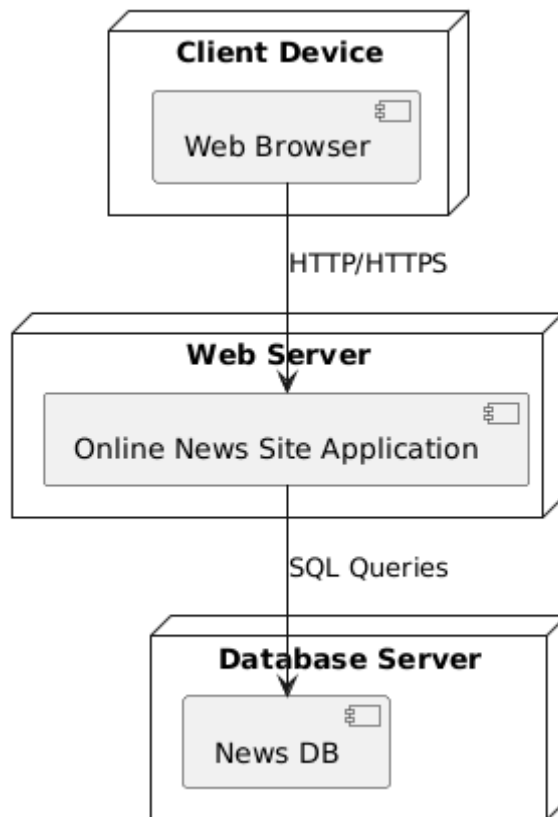 Client Device
Web Browser
HTTP/HTTPS
Web Server
Online News Site Application
SQL Queries
Database Server
News DB